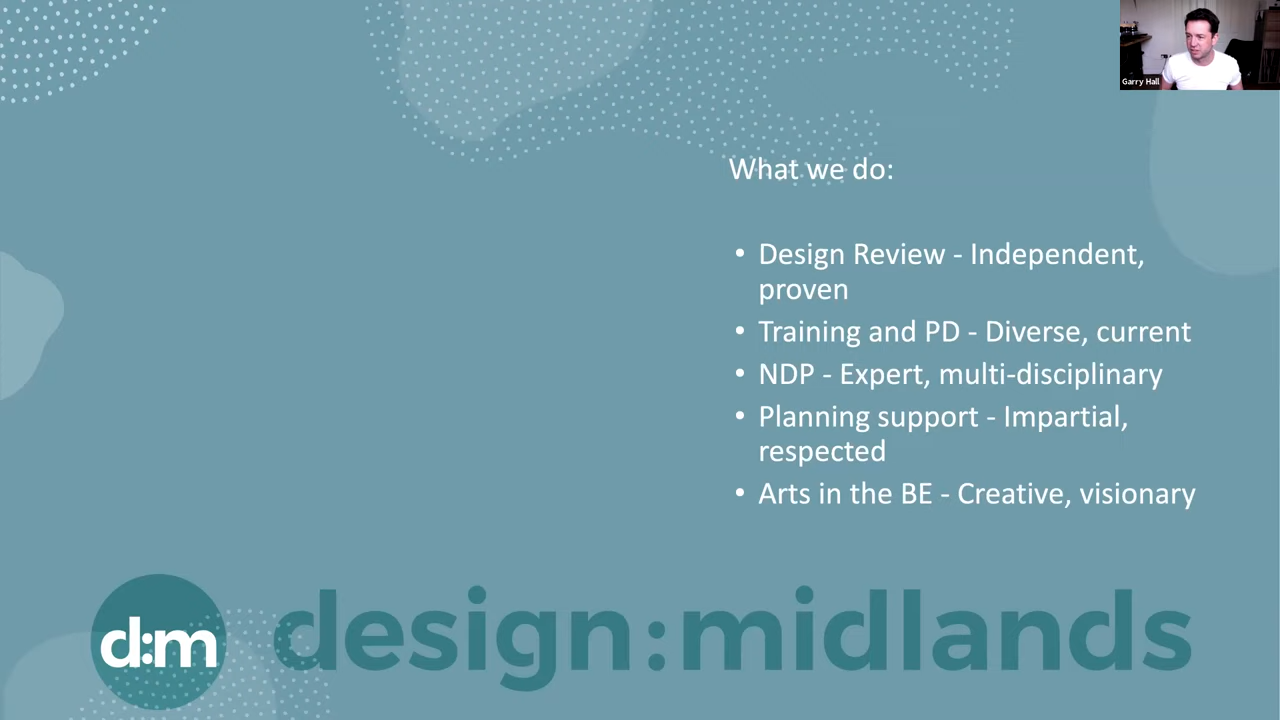 Garry Hall
What we do:
• Design Review - Independent,
proven
• Training and PD - Diverse, current
• NDP - Expert, multi-disciplinary
• Planning support - Impartial,
respected
• Arts in the BE - Creative, visionary
d:m design:midlands